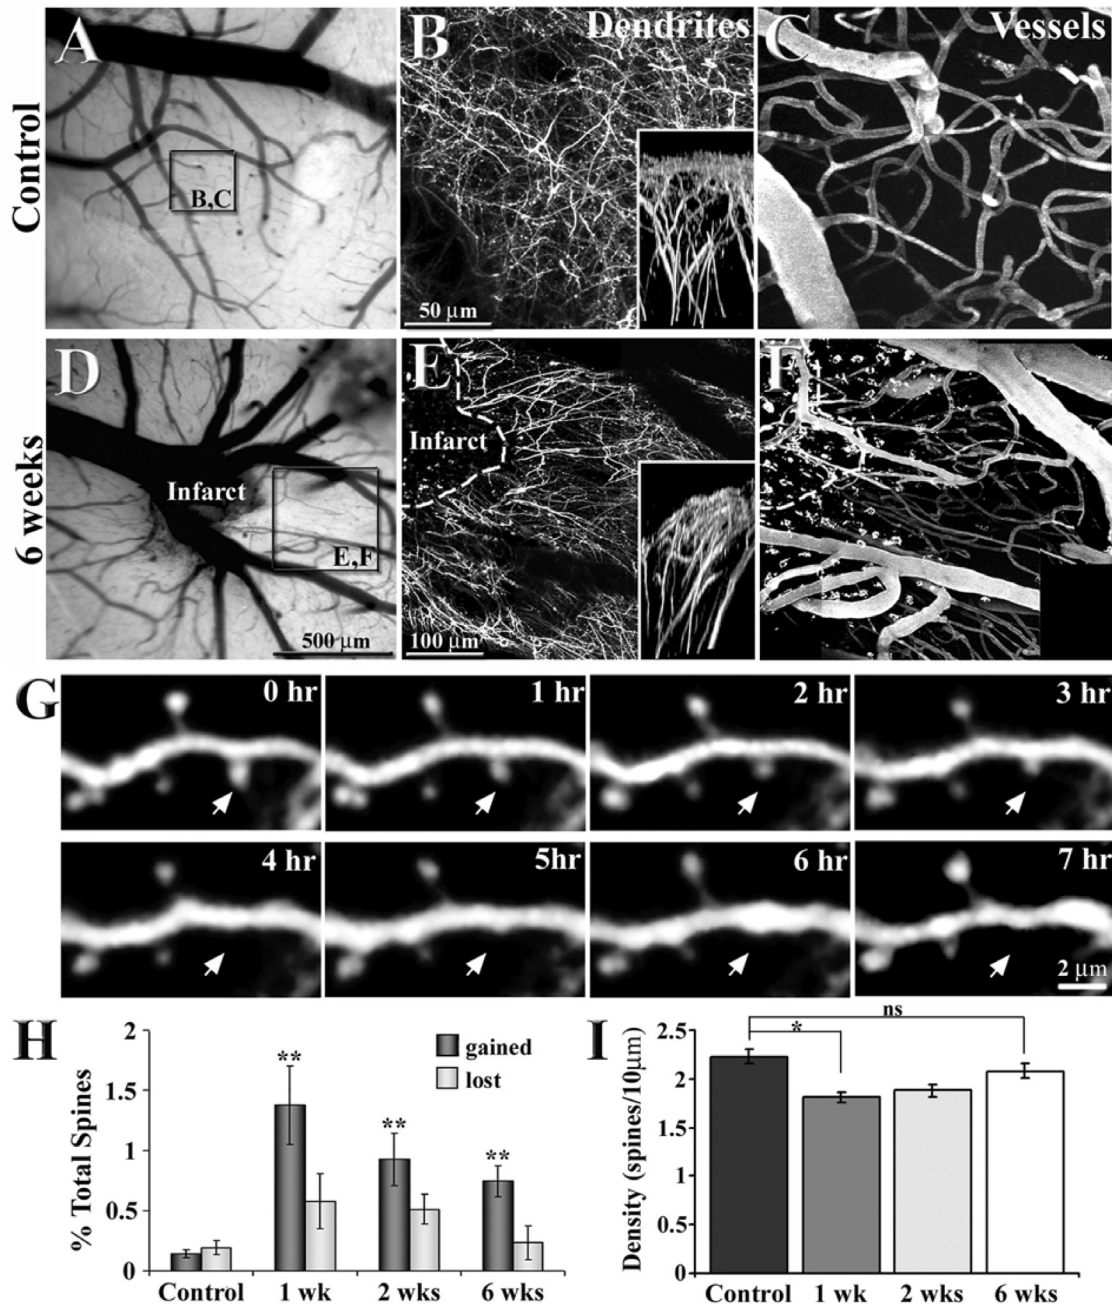 A
B
Dendrites
C
Vessels
Control
B,C
50 µm
D
E
F
6 weeks
Infarct
Infarct
E,F
500 µm
100 µm
G
0 hr
1 hr
2 hr
3 hr
4 hr
5hr
6 hr
7 hr
2 µm
H
% Total Spines
2
1.5
1
0.5
0
**
**
**
gained
lost
Control
1 wk
2 wks
6 wks
I
Density (spines/10µm)
2.5
2
1.5
1
0.5
0
ns
*
Control
1 wk
2 wks
6 wks